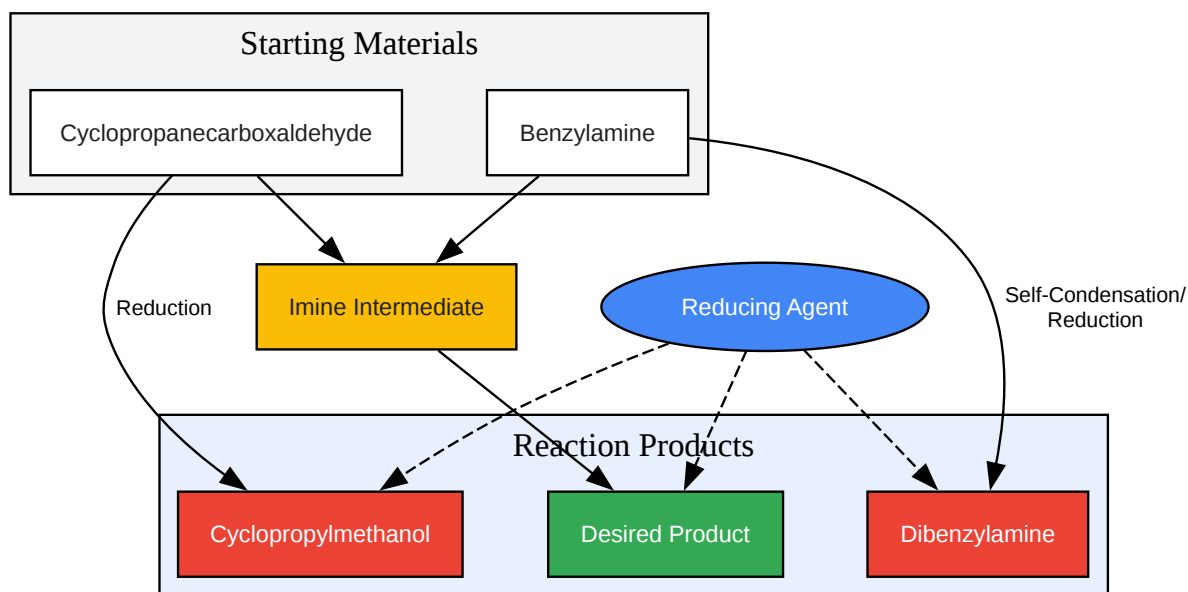 Starting Materials
Cyclopropanecarboxaldehyde
Benzylamine
Imine Intermediate
Reducing Agent
Reduction
Self-Condensation/
Reduction
Reaction Products
Cyclopropylmethanol
Desired Product
Dibenzylamine